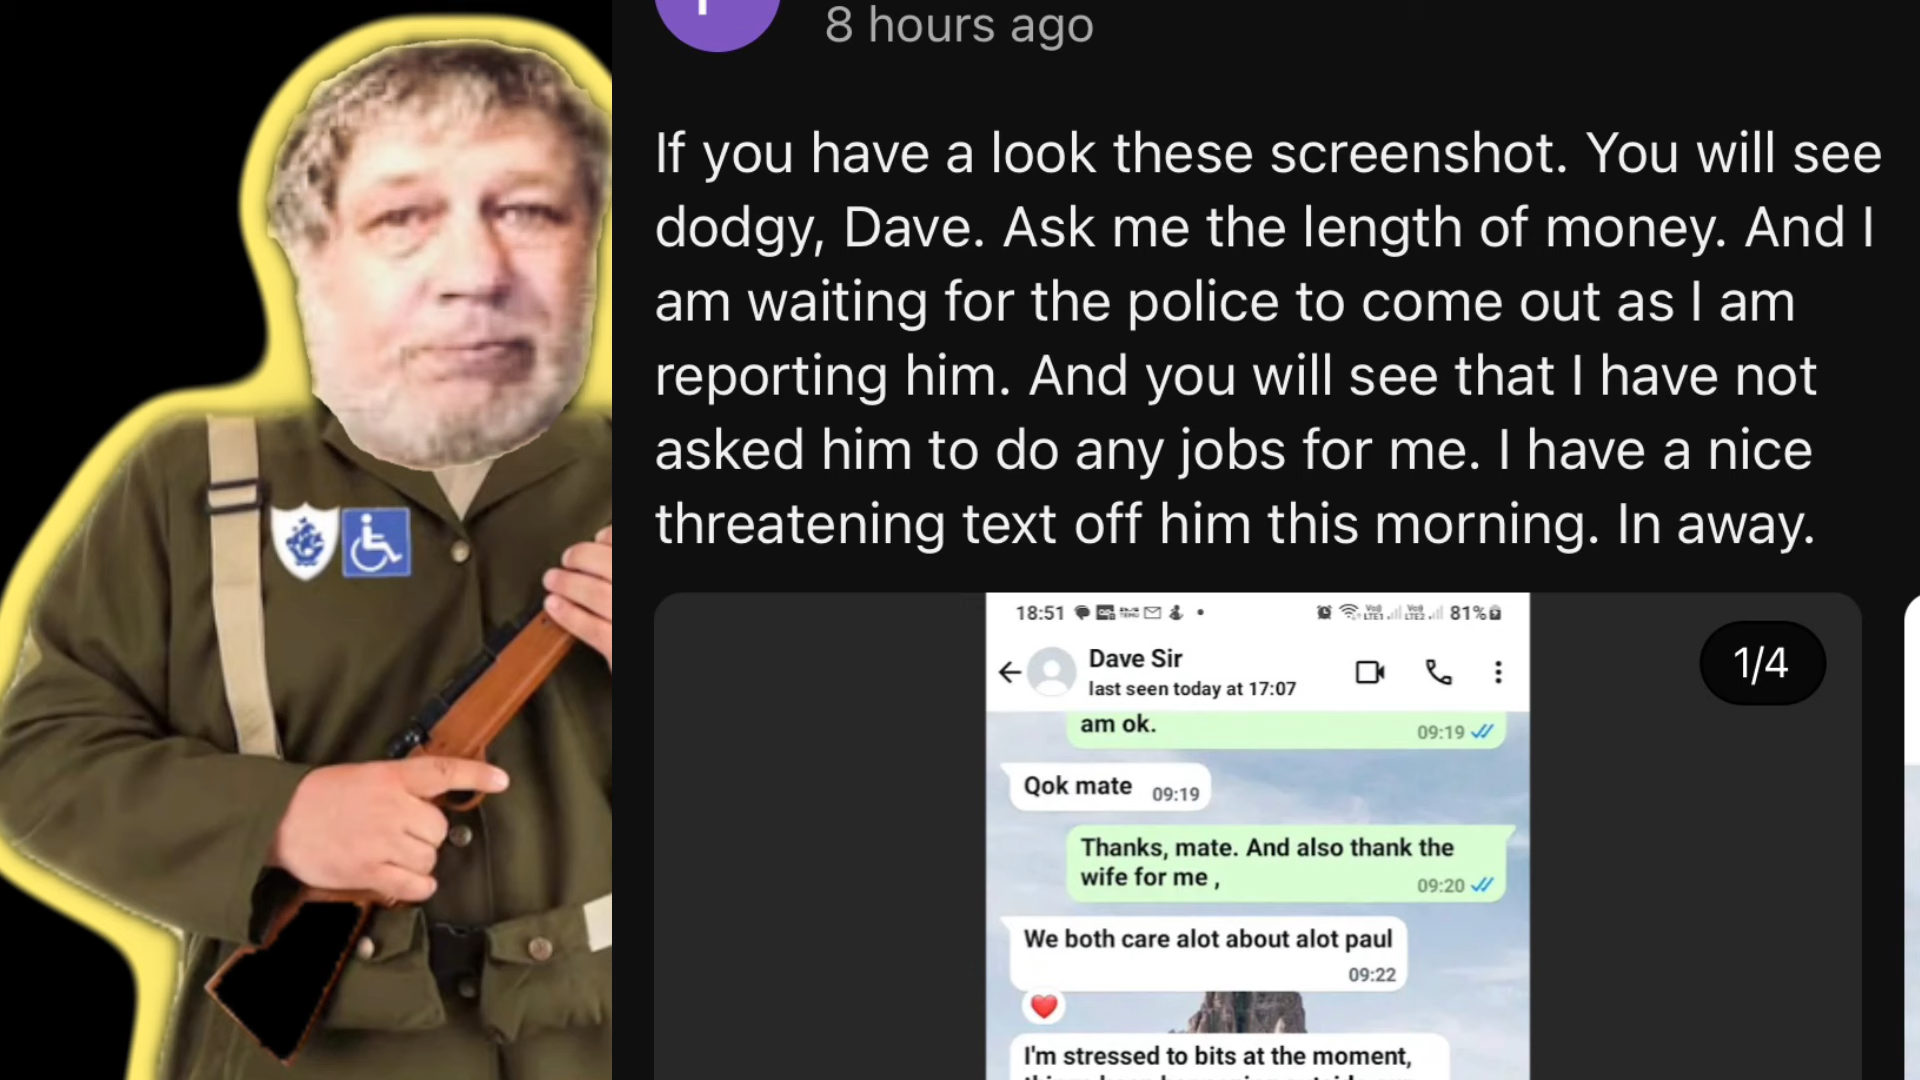 8 hours ago
If you have a look these screenshot. You will see
dodgy, Dave. Ask me the length of money. And I
am waiting for the police to come out as I am
reporting him. And you will see that I have not
asked him to do any jobs for me. I have a nice
threatening text off him this morning. In away.
18:51
81%
1/4
Dave Sir
last seen today at 17:07
am ok.
09:19
Qok mate 09:19
Thanks, mate. And also thank the
wife for me ,
09:20
We both care alot about alot paul
09:22
I'm stressed to bits at the moment,